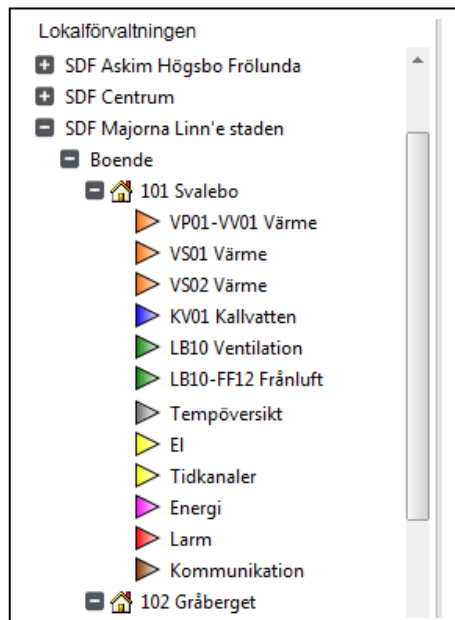 Lokalförvaltningen
SDF Askim Högsbo Frölunda
SDF Centrum
SDF Majorna Linn'e staden
Boende
101 Svalebo
VP01-VV01 Värme
VS01 Värme
VS02 Värme
KV01 Kallvatten
LB10 Ventilation
LB10-FF12 Frånluft
Tempöversikt
El
Tidkanaler
Energi
Larm
Kommunikation
102 Gråberget